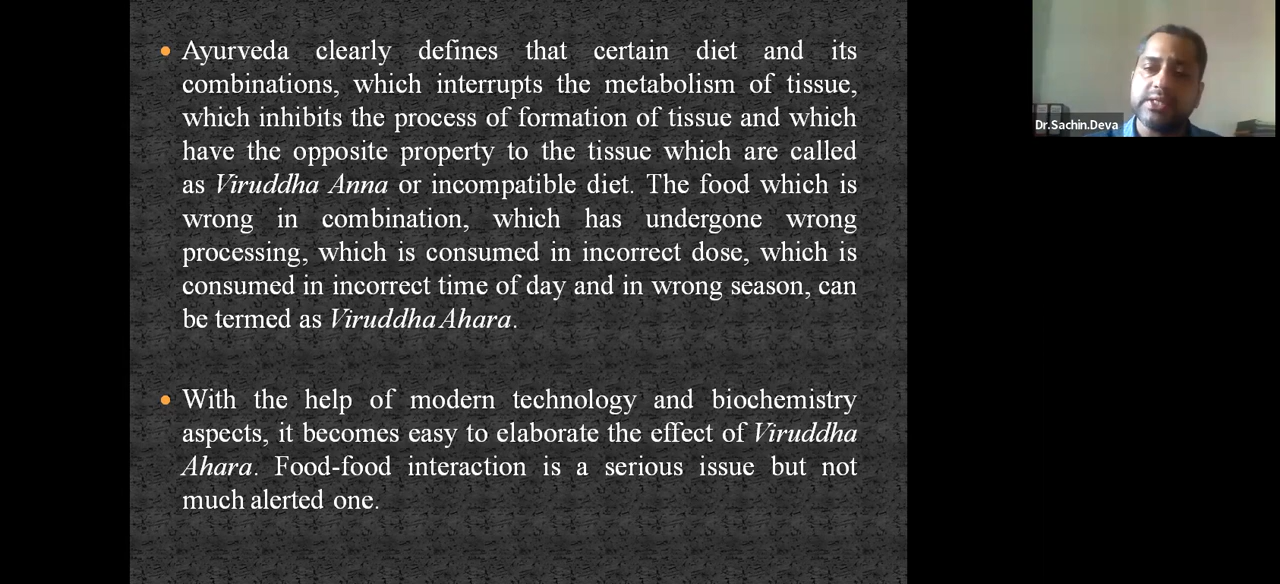 Ayurveda clearly defines that certain diet and its
combinations, which interrupts the metabolism of tissue,
which inhibits the process of formation of tissue and which
have the opposite property to the tissue which are called
as Viruddha Anna or incompatible diet. The food which is
wrong in combination, which has undergone wrong
processing, which is consumed in incorrect dose, which is
consumed in incorrect time of day and in wrong season, can
be termed as Viruddha Ahara.
With the help of modern technology and biochemistry
aspects, it becomes easy to elaborate the effect of Viruddha
Ahara. Food-food interaction is a serious issue but not
much alerted one.
Dr.Sachin.Deva